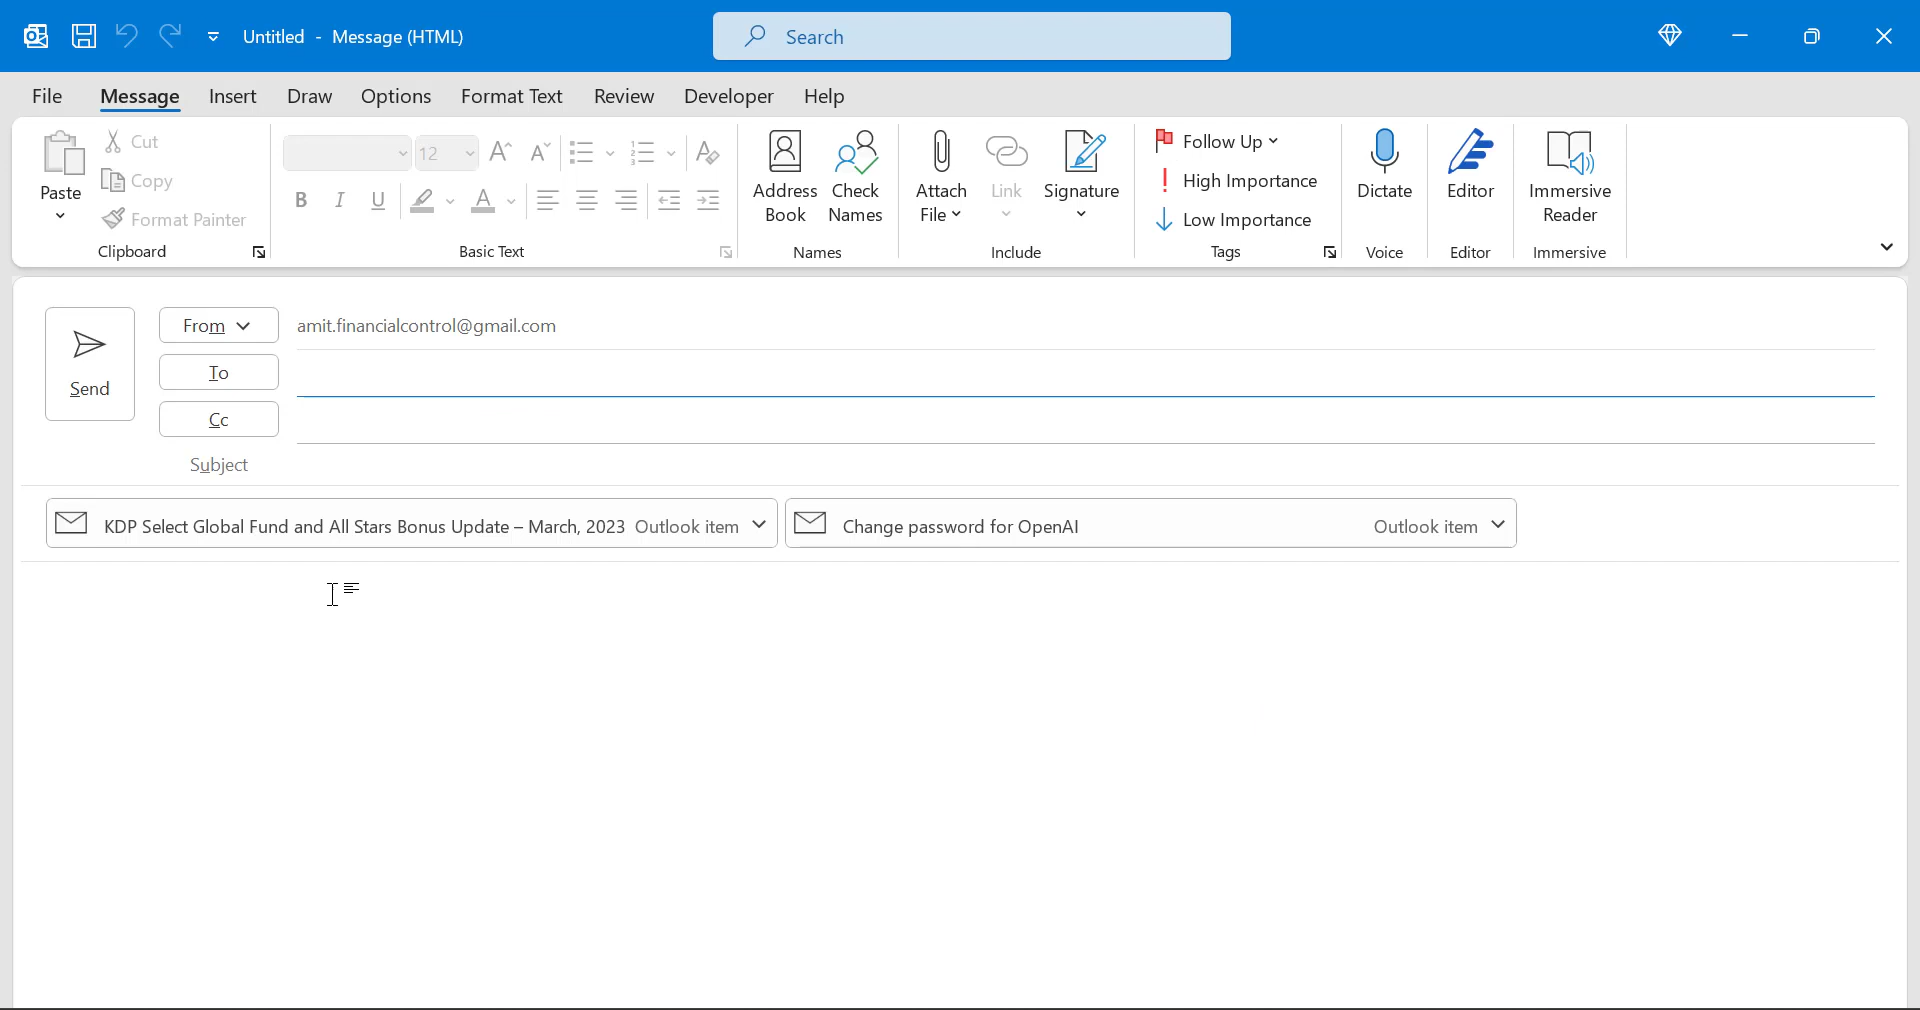 Untitled - Message (HTML)
Search
File Message Insert Draw Options Format Text Review Developer Help
Paste
Cut
Copy
Format Painter
Clipboard
12
B I U A
Basic Text
Address Book
Check Names
Names
Attach File
Link
Signature
Include
Follow Up
High Importance
Low Importance
Tags
Dictate
Voice
Editor
Editor
Immersive Reader
Immersive
Send
From amit.financialcontrol@gmail.com
To
Cc
Subject
KDP Select Global Fund and All Stars Bonus Update – March, 2023 Outlook item
Change password for OpenAI Outlook item